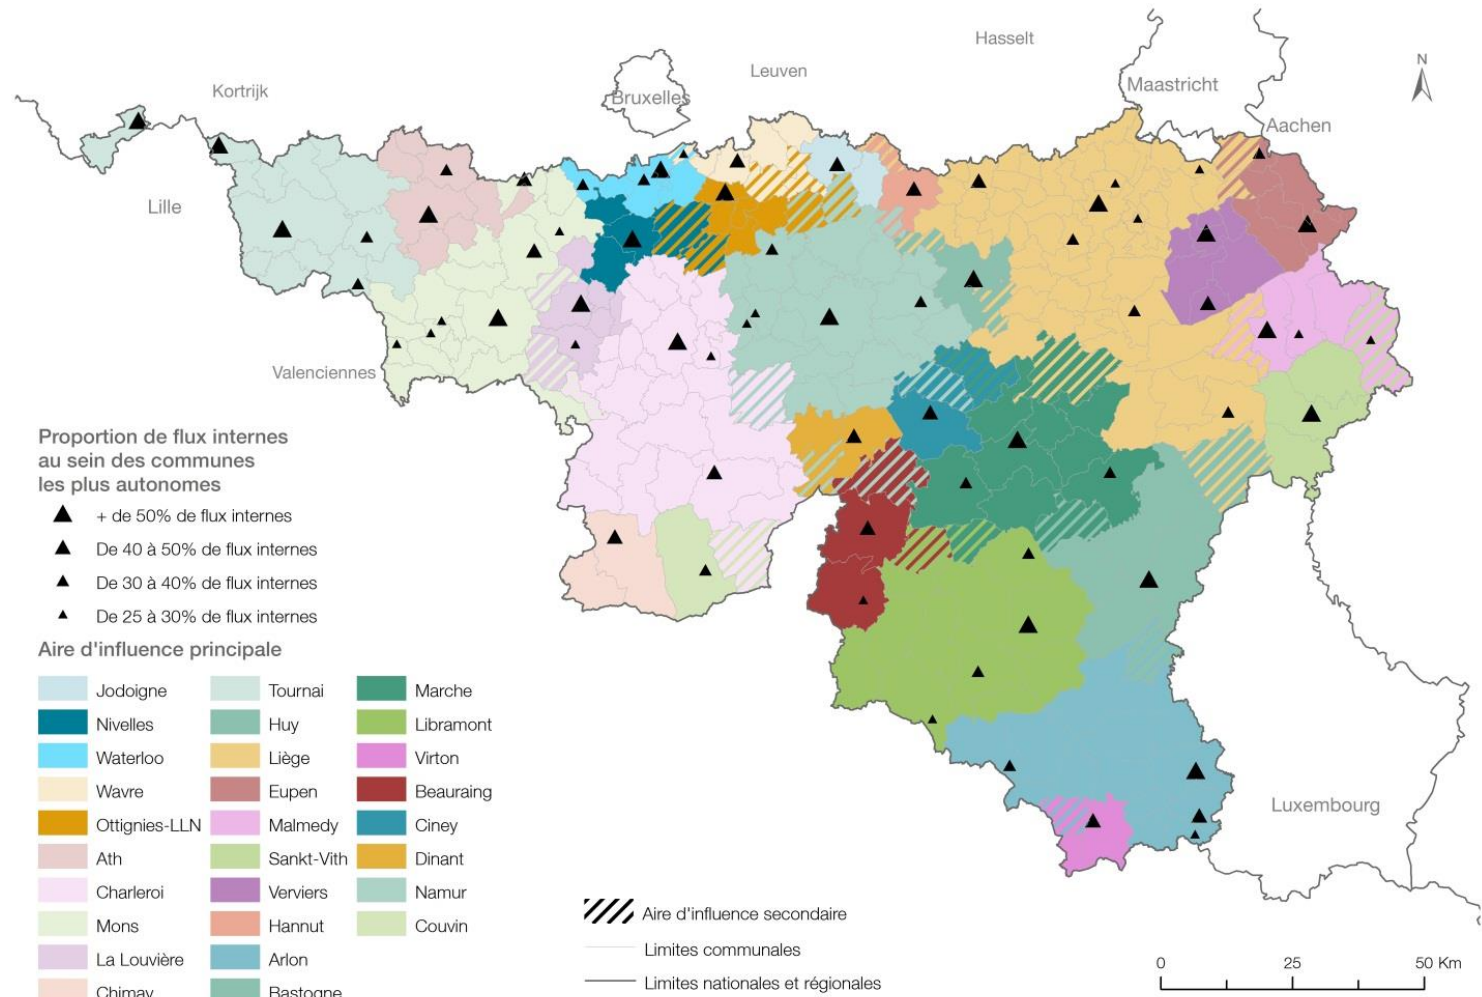 Hasselt
Leuven
Maastricht
Kortrijk
Bruxelles
Aachen
N
Lille
Valenciennes
Luxembourg
Proportion de flux internes
au sein des communes
les plus autonomes
+ de 50% de flux internes
De 40 à 50% de flux internes
De 30 à 40% de flux internes
De 25 à 30% de flux internes
Aire d'influence principale
Jodoigne
Nivelles
Waterloo
Wavre
Ottignies-LLN
Ath
Charleroi
Mons
La Louvière
Chimay
Tournai
Huy
Liège
Eupen
Malmedy
Sankt-Vith
Verviers
Hannut
Arlon
Bastogne
Marche
Libramont
Virton
Beauraing
Ciney
Dinant
Namur
Couvin
Aire d'influence secondaire
Limites communales
Limites nationales et régionales
0 25 50 Km